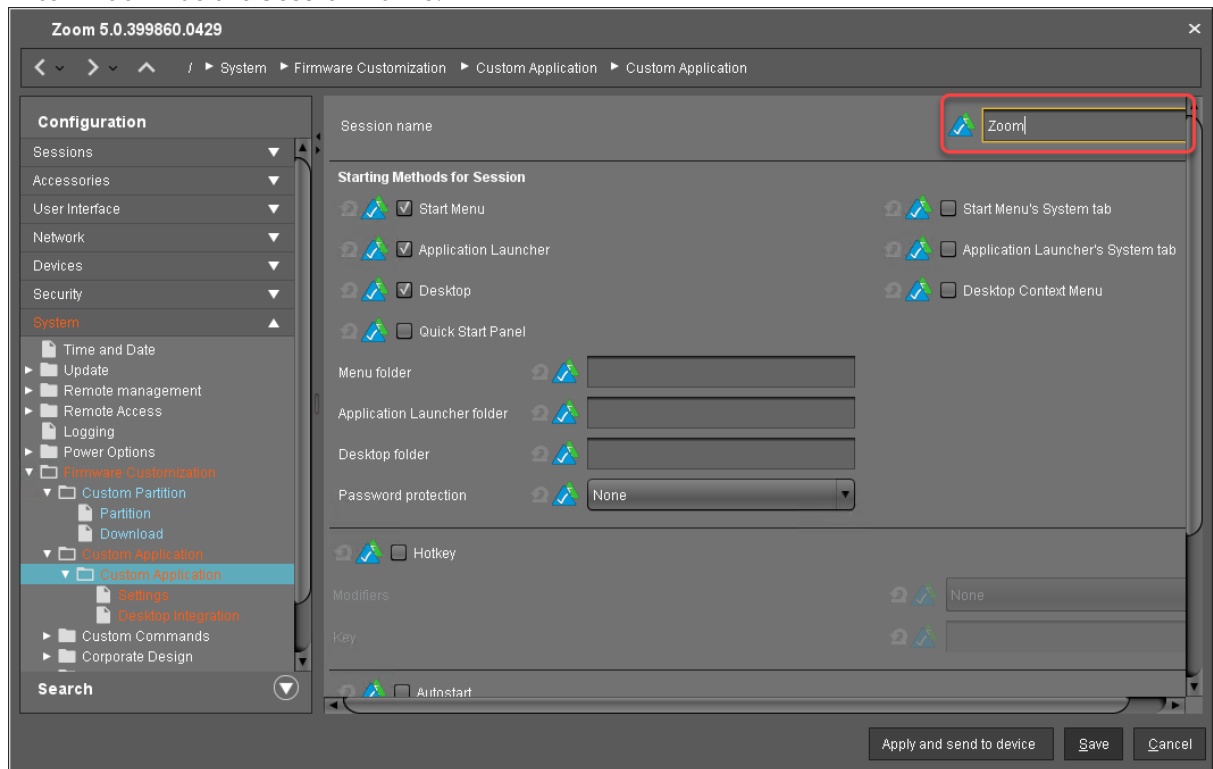 Zoom 5.0.399860.0429
/ System Firmware Customization Custom Application Custom Application
Configuration
Sessions
Accessories
User Interface
Network
Devices
Security
System
Time and Date
Update
Remote management
Remote Access
Logging
Power Options
Firmware Customization
Custom Partition
Partition
Download
Custom Application
Custom Application
Settings
Desktop Integration
Custom Commands
Corporate Design
Search
Session name
Zoom
Starting Methods for Session
Start Menu
Start Menu's System tab
Application Launcher
Application Launcher's System tab
Desktop
Desktop Context Menu
Quick Start Panel
Menu folder
Application Launcher folder
Desktop folder
Password protection
None
Hotkey
Modifiers
None
Key
Autostart
Apply and send to device
Save
Cancel